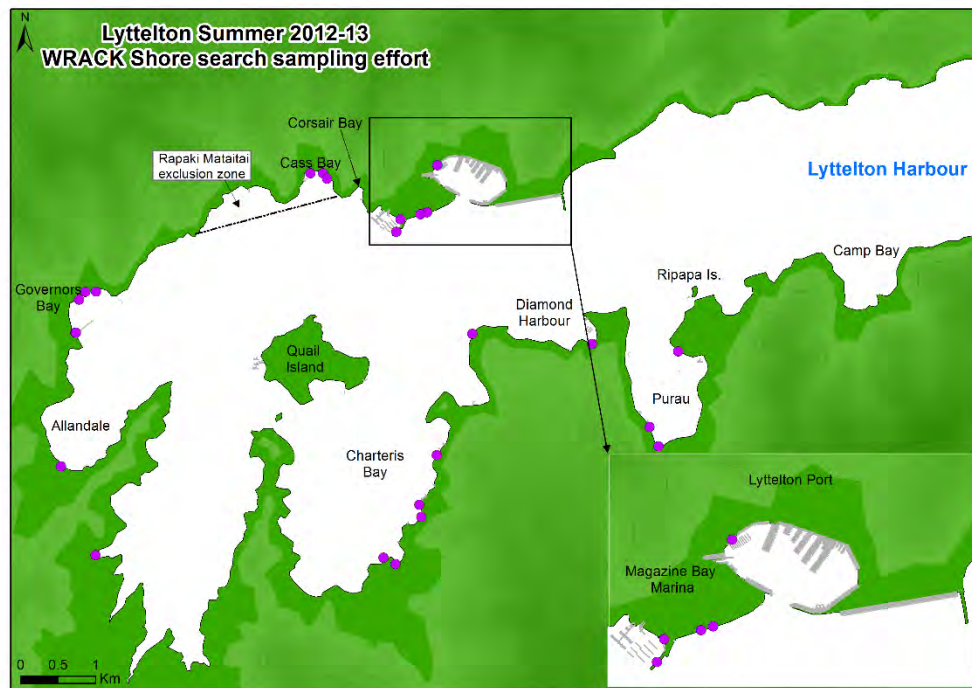 N
Lyttelton Summer 2012-13
WRACK Shore search sampling effort
Corsair Bay
Rapaki Mataitai
exclusion zone
Cass Bay
Lyttelton Harbour
Camp Bay
Ripapa Is.
Governors
Bay
Diamond
Harbour
Quail
Island
Purau
Allandale
Charteris
Bay
Lyttelton Port
Magazine Bay
Marina
0 0.5 1
Km